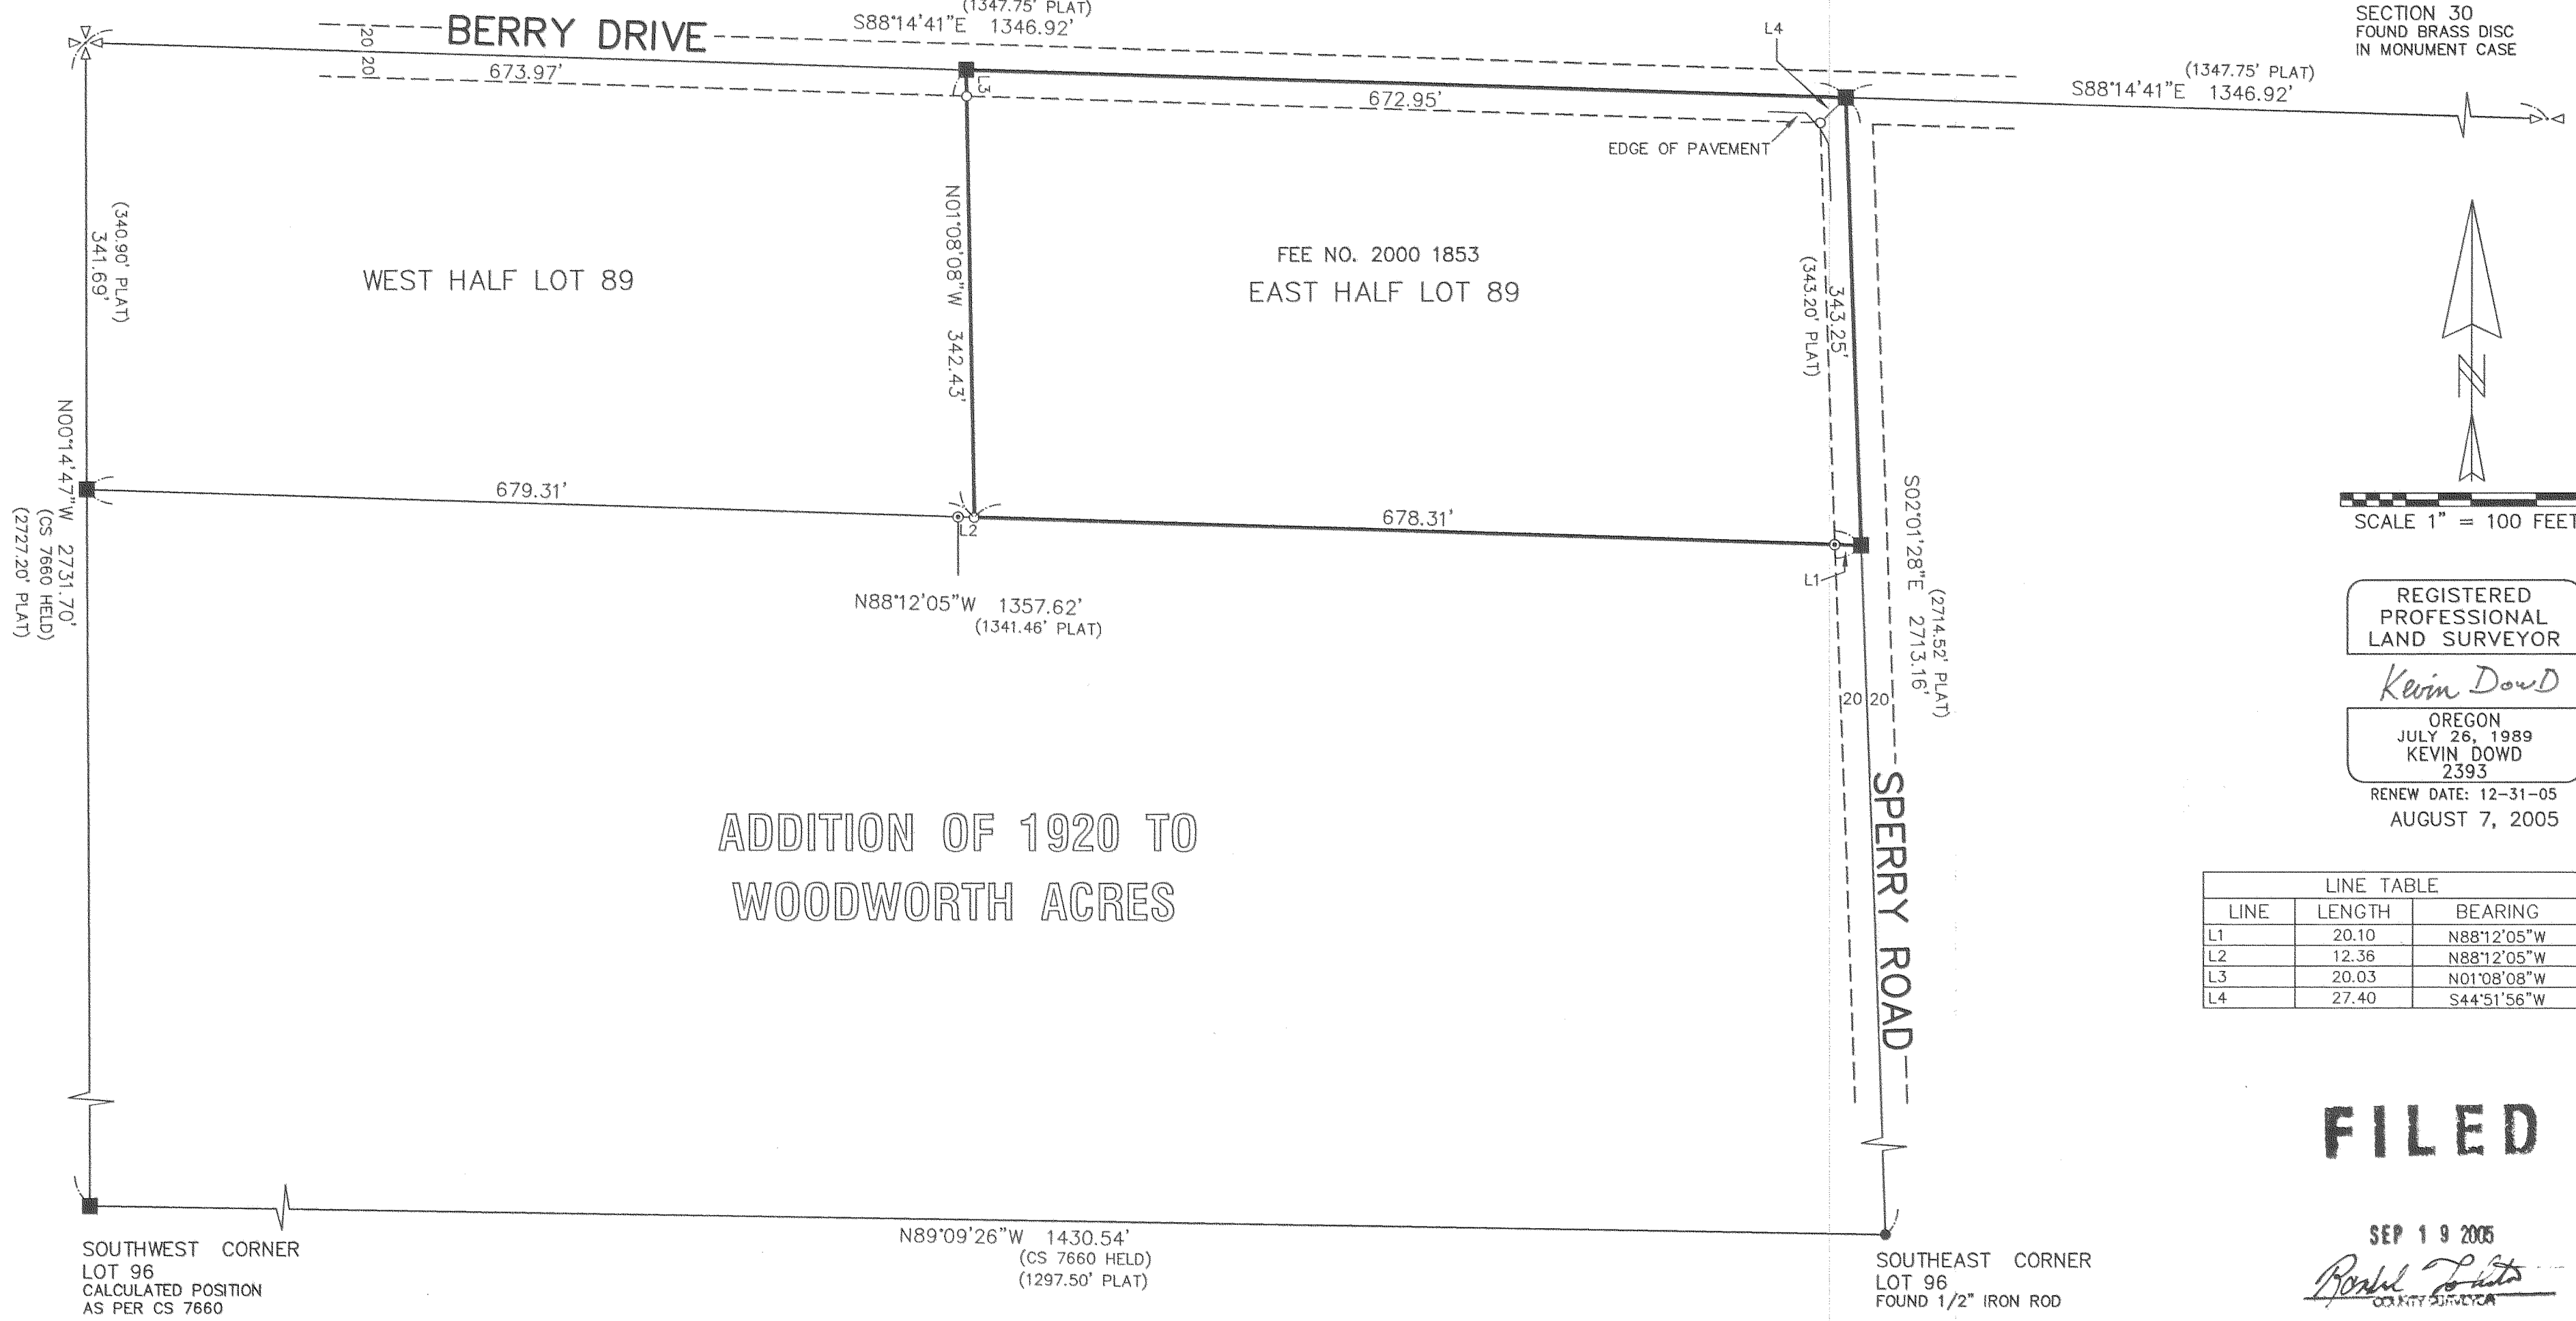 (1347.75' PLAT)
S88°14'41"E 1346.92'
BERRY DRIVE
20
20
673.97'
L3
672.95'
L4
EDGE OF PAVEMENT
SECTION 30
FOUND BRASS DISC
IN MONUMENT CASE
(1347.75' PLAT)
S88°14'41"E 1346.92'
(340.90' PLAT)
341.69'
WEST HALF LOT 89
N01°08'08"W 342.43'
FEE NO. 2000 1853
EAST HALF LOT 89
343.25'
(343.20' PLAT)
N
SCALE 1" = 100 FEET
N00°14'47"W 2731.70'
(CS 7660 HELD)
(2727.20' PLAT)
679.31'
L2
678.31'
L1
N88°12'05"W 1357.62'
(1341.46' PLAT)
(2714.52' PLAT)
S02°01'28"E 2713.16'
20
20
SPERRY ROAD
REGISTERED
PROFESSIONAL
LAND SURVEYOR
Kevin DowD
OREGON
JULY 26, 1989
KEVIN DOWD
2393
RENEW DATE: 12-31-05
AUGUST 7, 2005
ADDITION OF 1920 TO
WOODWORTH ACRES
LINE TABLE
LINE LENGTH BEARING
L1 20.10 N88°12'05"W
L2 12.36 N88°12'05"W
L3 20.03 N01°08'08"W
L4 27.40 S44°51'56"W
FILED
SEP 19 2005
COUNTY SURVEYOR
N89°09'26"W 1430.54'
(CS 7660 HELD)
(1297.50' PLAT)
SOUTHWEST CORNER
LOT 96
CALCULATED POSITION
AS PER CS 7660
SOUTHEAST CORNER
LOT 96
FOUND 1/2" IRON ROD